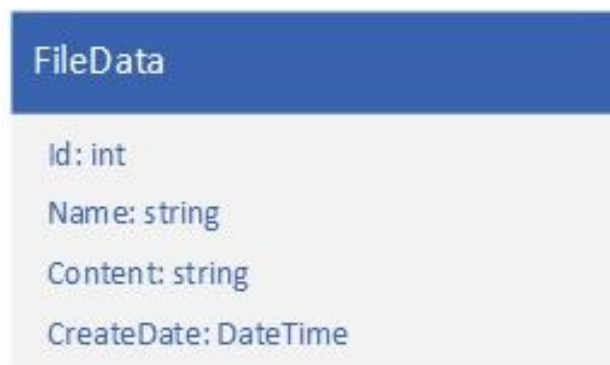 FileData
Id: int
Name: string
Content: string
CreateDate: DateTime